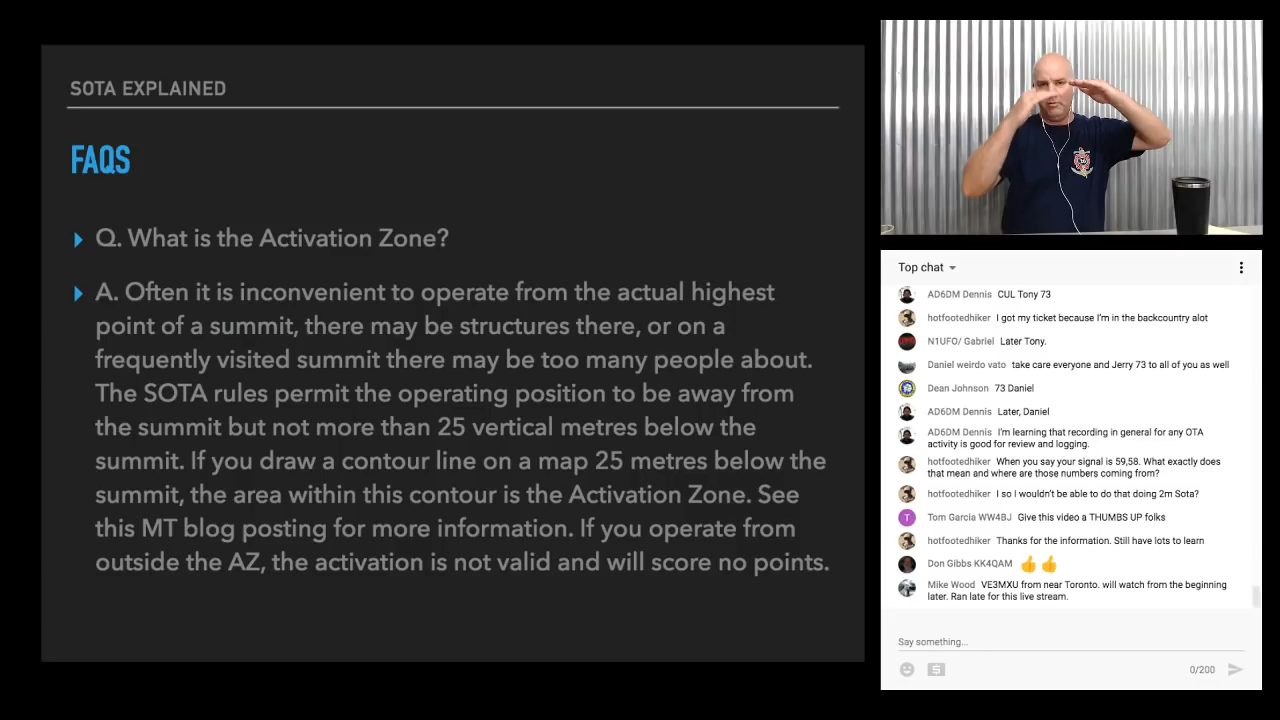 SOTA EXPLAINED
FAQS
Q. What is the Activation Zone?
A. Often it is inconvenient to operate from the actual highest
point of a summit, there may be structures there, or on a
frequently visited summit there may be too many people about.
The SOTA rules permit the operating position to be away from
the summit but not more than 25 vertical metres below the
summit. If you draw a contour line on a map 25 metres below the
summit, the area within this contour is the Activation Zone. See
this MT blog posting for more information. If you operate from
outside the AZ, the activation is not valid and will score no points.
Top chat
AD6DM Dennis CUL Tony 73
hotfootedhiker I got my ticket because I'm in the backcountry alot
N1UFO/ Gabriel Later Tony.
Daniel weirdo vato take care everyone and Jerry 73 to all of you as well
Dean Johnson 73 Daniel
AD6DM Dennis Later, Daniel
AD6DM Dennis I'm learning that recording in general for any OTA
activity is good for review and logging.
hotfootedhiker When you say your signal is 59,58. What exactly does
that mean and where are those numbers coming from?
hotfootedhiker I so I wouldn't be able to do that doing 2m Sota?
T Tom Garcia WW4BJ Give this video a THUMBS UP folks
hotfootedhiker Thanks for the information. Still have lots to learn
Don Gibbs KK4QAM 👍👍
Mike Wood VE3MXU from near Toronto. will watch from the beginning
later. Ran late for this live stream.
Say something...
0/200